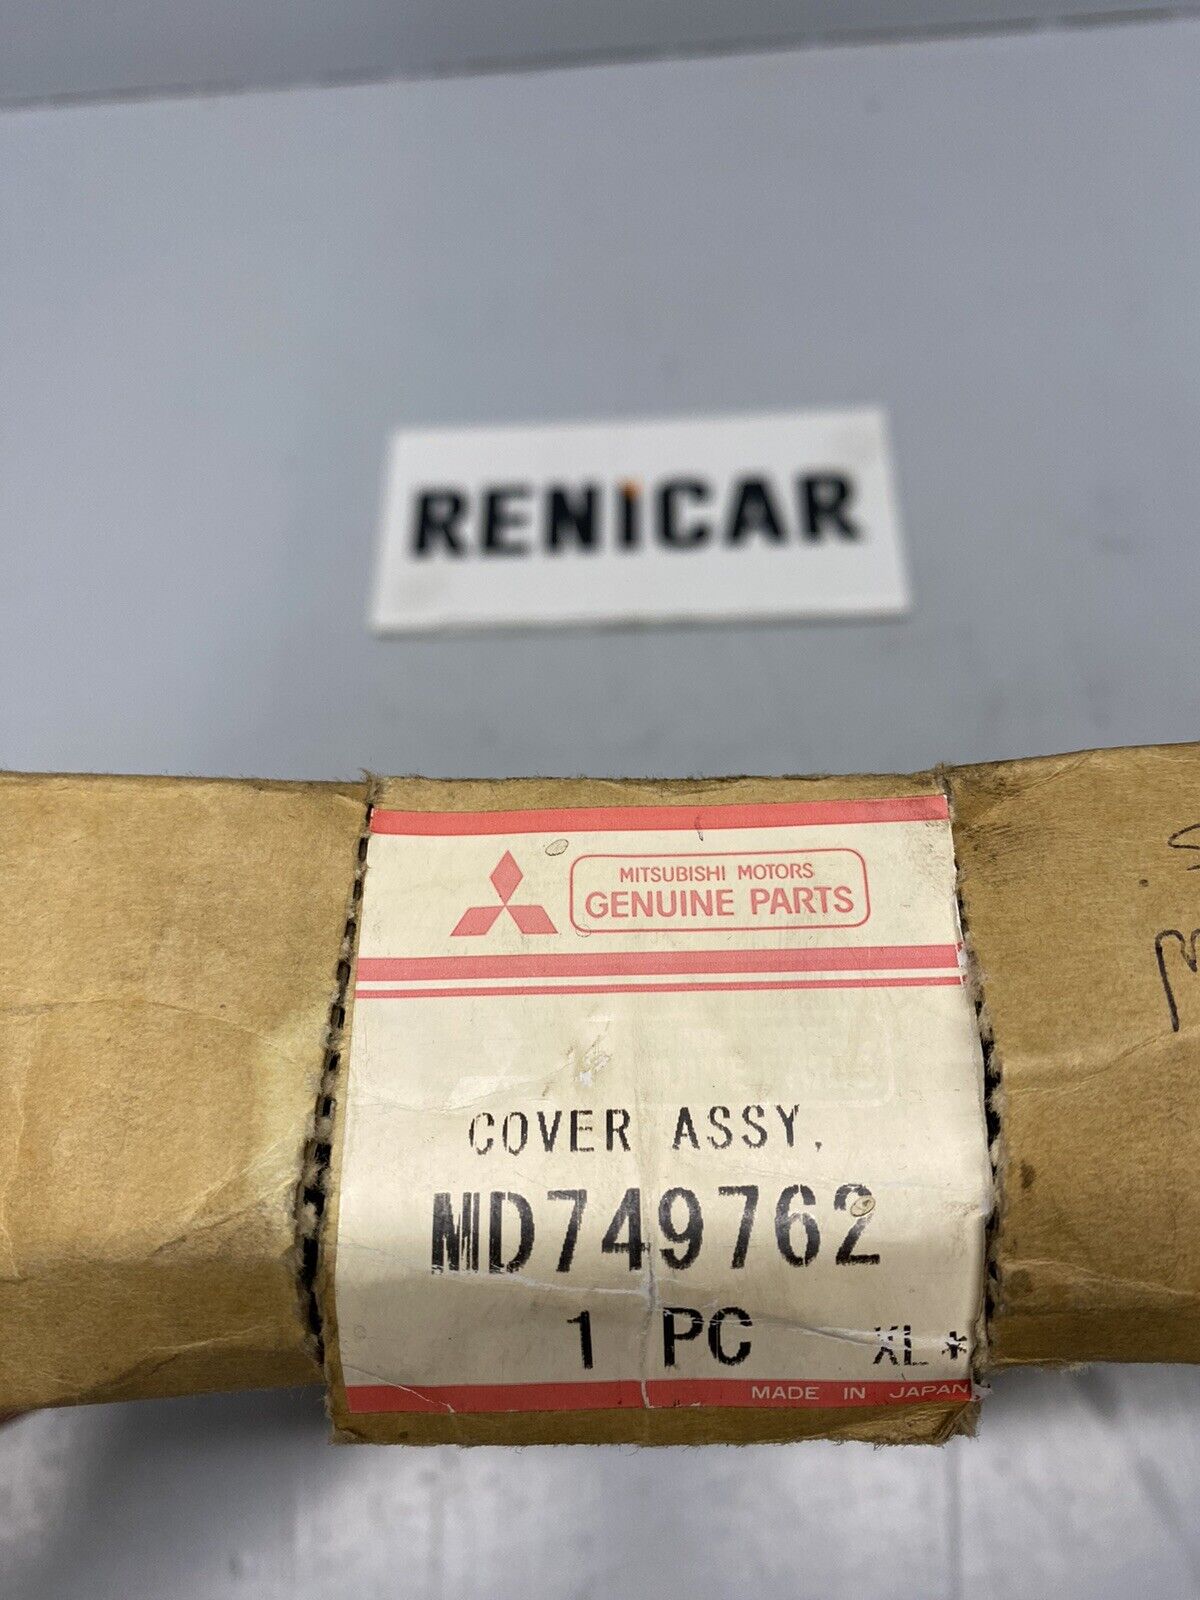 RENiCAR
MITSUBISHI MOTORS
GENUINE PARTS
COVER ASSY,
MD749762
1 PC XL*
MADE IN JAPAN